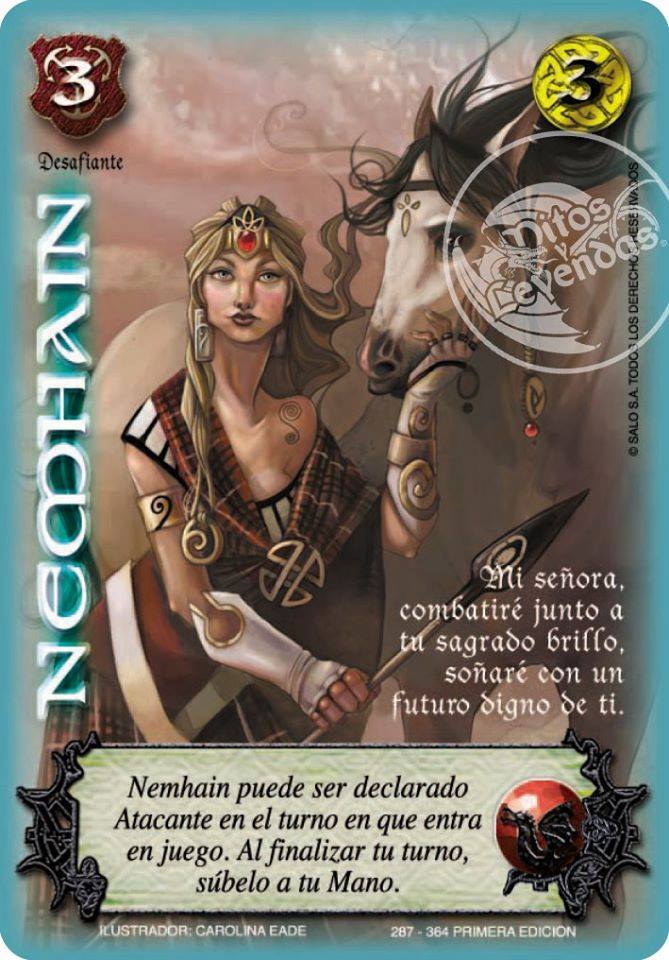 3
3
Desafiante
NEMHAIN
Mitos
y
Leyendas®
© SALO S.A. TODOS LOS DERECHOS RESERVADOS
Mi señora,
combatiré junto a
tu sagrado brillo,
soñaré con un
futuro digno de ti.
Nemhain puede ser declarado
Atacante en el turno en que entra
en juego. Al finalizar tu turno,
súbelo a tu Mano.
ILUSTRADOR: CAROLINA EADE
287 - 364 PRIMERA EDICION